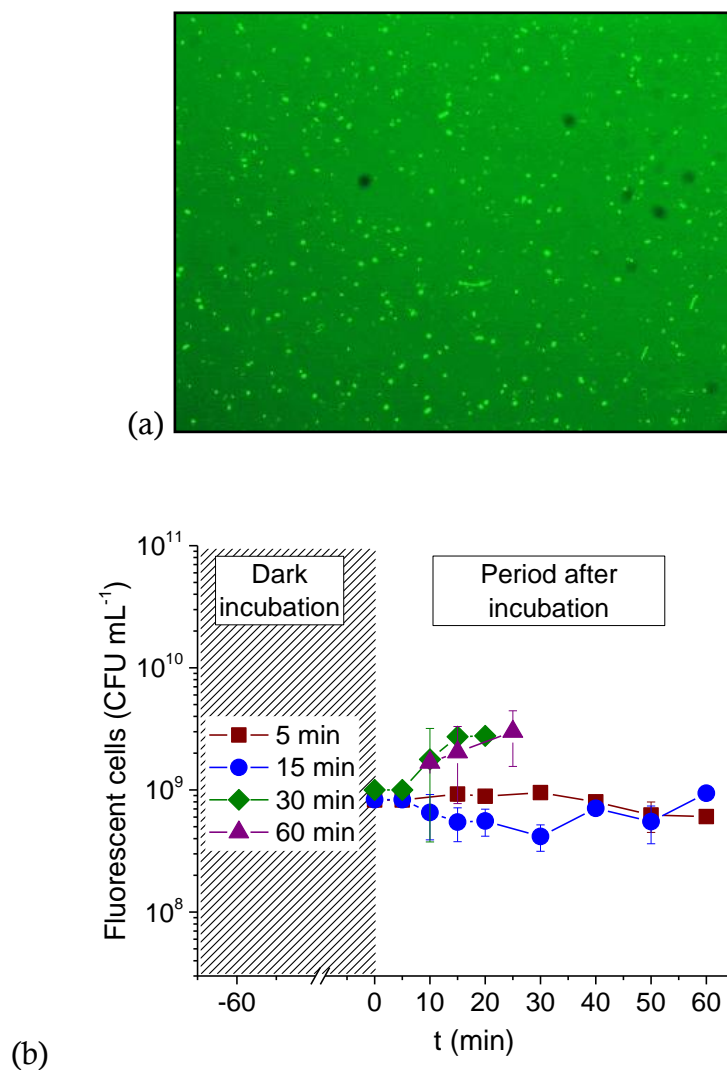 (a)
10¹¹
10¹⁰
10⁹
10⁸
Fluorescent cells (CFU mL⁻¹)
Dark
incubation
Period after
incubation
5 min
15 min
30 min
60 min
-60 0 10 20 30 40 50 60
t (min)
(b)